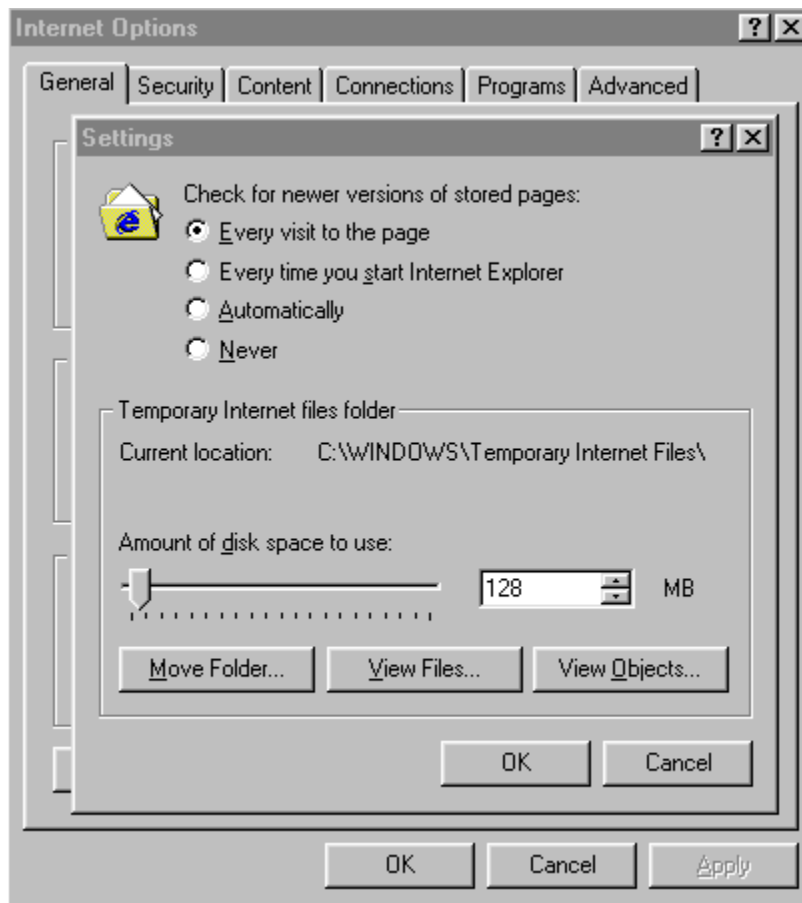 Internet Options
General Security Content Connections Programs Advanced
Settings
Check for newer versions of stored pages:
Every visit to the page
Every time you start Internet Explorer
Automatically
Never
Temporary Internet files folder
Current location: C:\WINDOWS\Temporary Internet Files\
Amount of disk space to use:
128 MB
Move Folder... View Files... View Objects...
OK Cancel
OK Cancel Apply